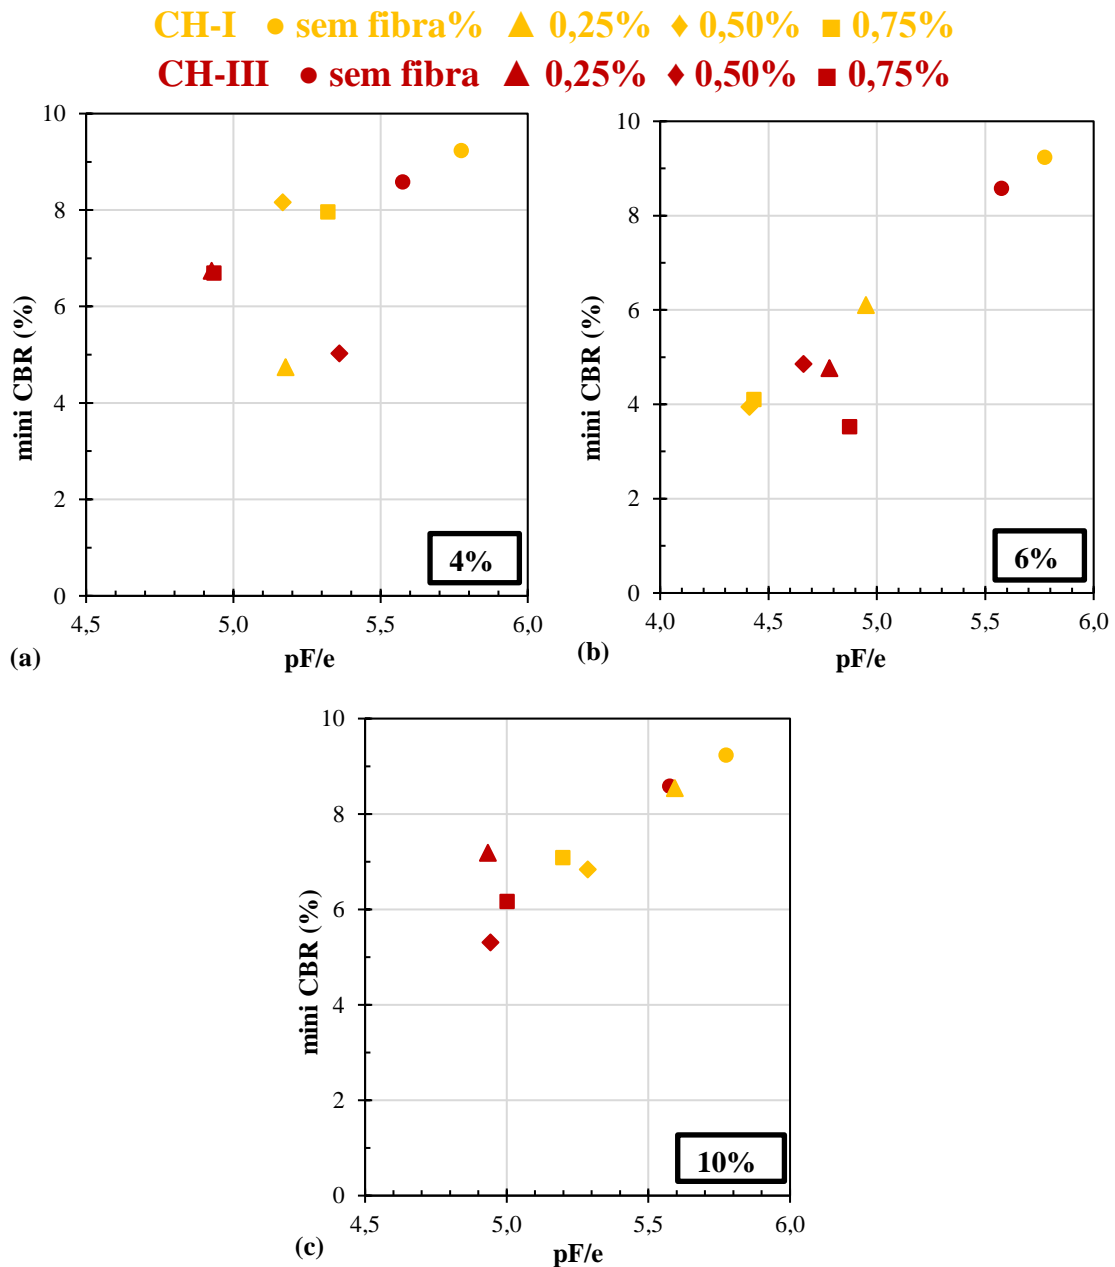 CH-I ● sem fibra% ▲ 0,25% ◆ 0,50% ■ 0,75%
CH-III ● sem fibra ▲ 0,25% ◆ 0,50% ■ 0,75%
10
8
6
4
2
0
mini CBR (%)
4,5 5,0 5,5 6,0
pF/e
4%
(a)
10
8
6
4
2
0
mini CBR (%)
4,0 4,5 5,0 5,5 6,0
pF/e
6%
(b)
10
8
6
4
2
0
mini CBR (%)
4,5 5,0 5,5 6,0
pF/e
10%
(c)